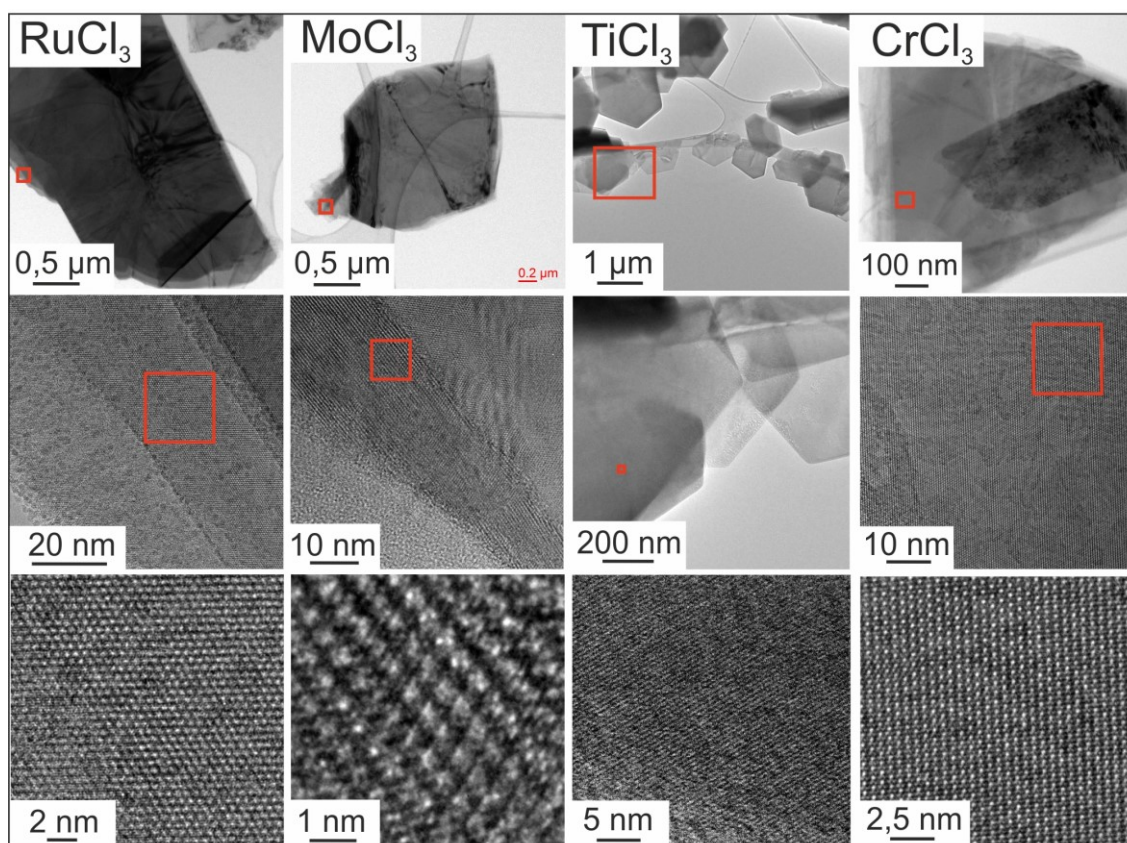 RuCl₃
MoCl₃
TiCl₃
CrCl₃
0,5 µm
0,5 µm
0.2 µm
1 µm
100 nm
20 nm
10 nm
200 nm
10 nm
2 nm
1 nm
5 nm
2,5 nm